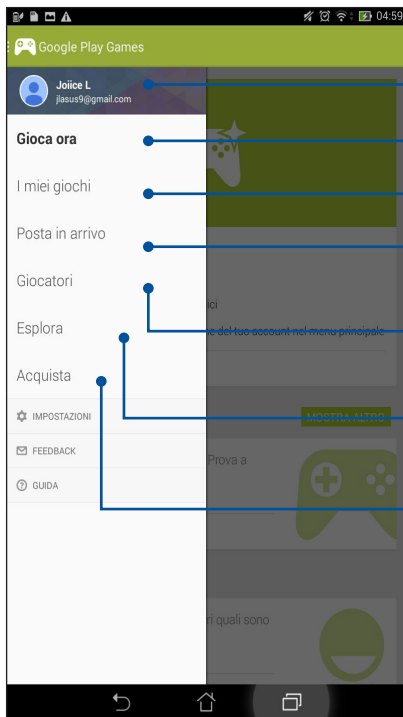 04:59
Google Play Games
Joiice L
jlasus9@gmail.com
Gioca ora
I miei giochi
Posta in arrivo
Giocatori
ici
Esplora
te del tuo account nel menu principale
Acquista
MOSTRA ALTRO
IMPOSTAZIONI
FEEDBACK
Prova a
GUIDA
ri quali sono